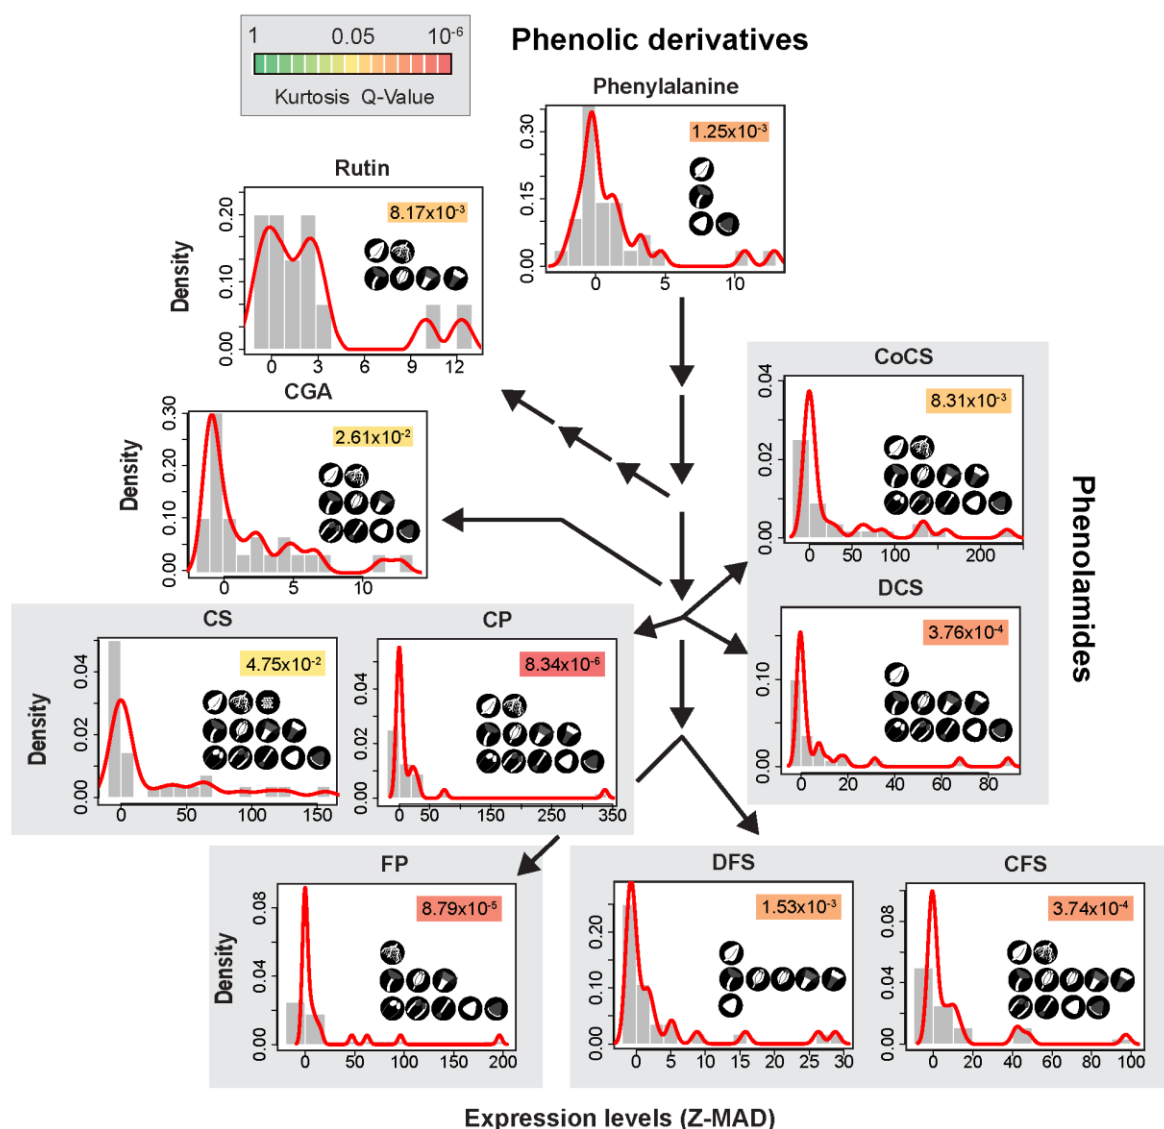 1 0.05 10⁻⁶
Kurtosis Q-Value
Phenolic derivatives
Phenylalanine
1.25x10⁻³
0.30
0.15
0.00
0 5 10
Rutin
8.17x10⁻³
Density
0.20
0.10
0.00
0 3 6 9 12
CGA
2.61x10⁻²
Density
0.30
0.20
0.10
0.00
0 5 10
CoCS
8.31x10⁻³
0.04
0.02
0.00
0 50 100 200
Phenolamides
DCS
3.76x10⁻⁴
0.10
0.00
0 20 40 60 80
CS
4.75x10⁻²
Density
0.04
0.02
0.00
0 50 100 150
CP
8.34x10⁻⁶
0.04
0.02
0.00
0 50 150 250 350
FP
8.79x10⁻⁵
Density
0.08
0.04
0.00
0 50 100 150 200
DFS
1.53x10⁻³
0.20
0.10
0.00
0 5 10 15 20 25 30
CFS
3.74x10⁻⁴
0.08
0.04
0.00
0 20 40 60 80 100
Expression levels (Z-MAD)